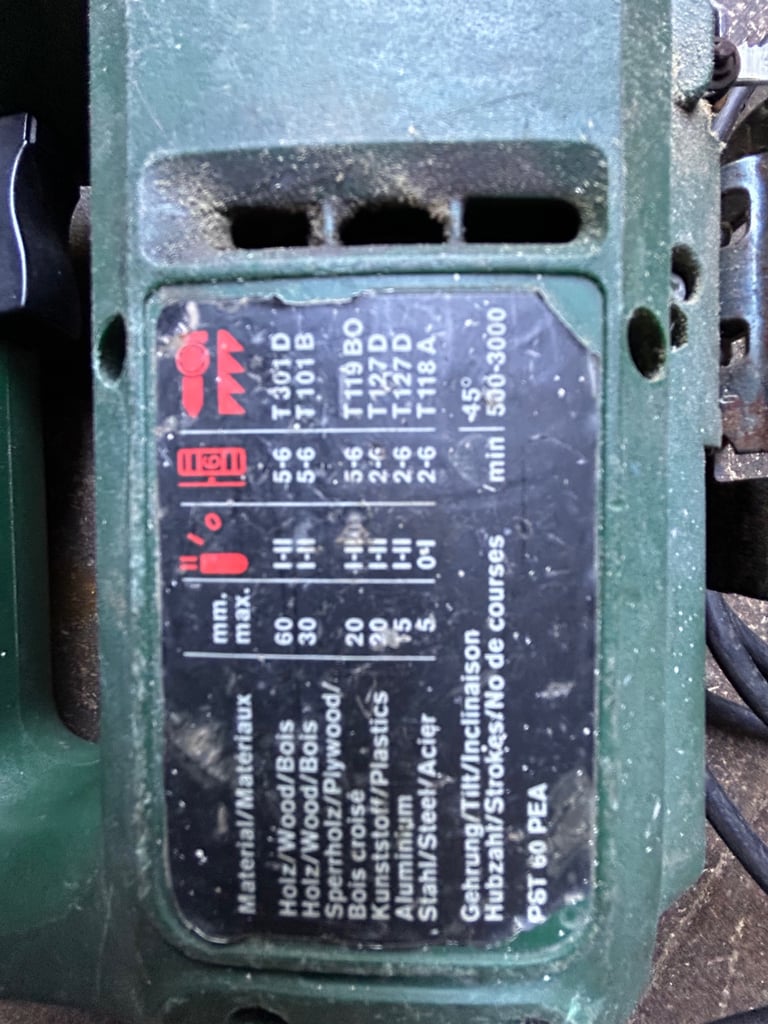 Material/Matériaux mm. max.
Holz/Wood/Bois 60 I-II 5-6 T 301 D
Holz/Wood/Bois 30 I-II 5-6 T 101 B
Sperrholz/Plywood/
Bois croisé 20 I-II 5-6 T 119 BO
Kunststoff/Plastics 20 I-II 2-6 T 127 D
Aluminium 15 I-II 2-6 T 127 D
Stahl/Steel/Acier 5 0-I 2-6 T 118 A
Gehrung/Tilt/Inclinaison 45°
Hubzahl/Strokes/No de courses /min 500-3000
PST 60 PEA